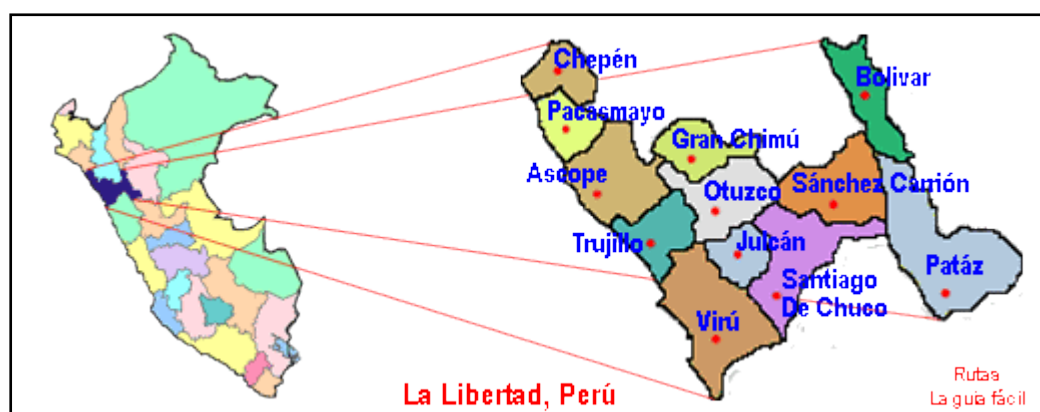 Chepén
Bolivar
Pacasmayo
Gran Chimú
Ascope
Otuzco
Sánchez Carrión
Trujillo
Julcán
Patáz
Santiago
De Chuco
Virú
La Libertad, Perú
Rutas
La guia fácil